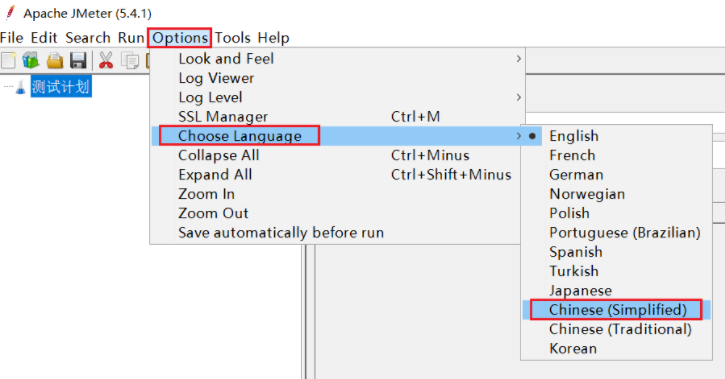 Apache JMeter (5.4.1)
File Edit Search Run Options Tools Help
测试计划
Look and Feel
Log Viewer
Log Level
SSL Manager Ctrl+M
Choose Language
Collapse All Ctrl+Minus
Expand All Ctrl+Shift+Minus
Zoom In
Zoom Out
Save automatically before run
English
French
German
Norwegian
Polish
Portuguese (Brazilian)
Spanish
Turkish
Japanese
Chinese (Simplified)
Chinese (Traditional)
Korean